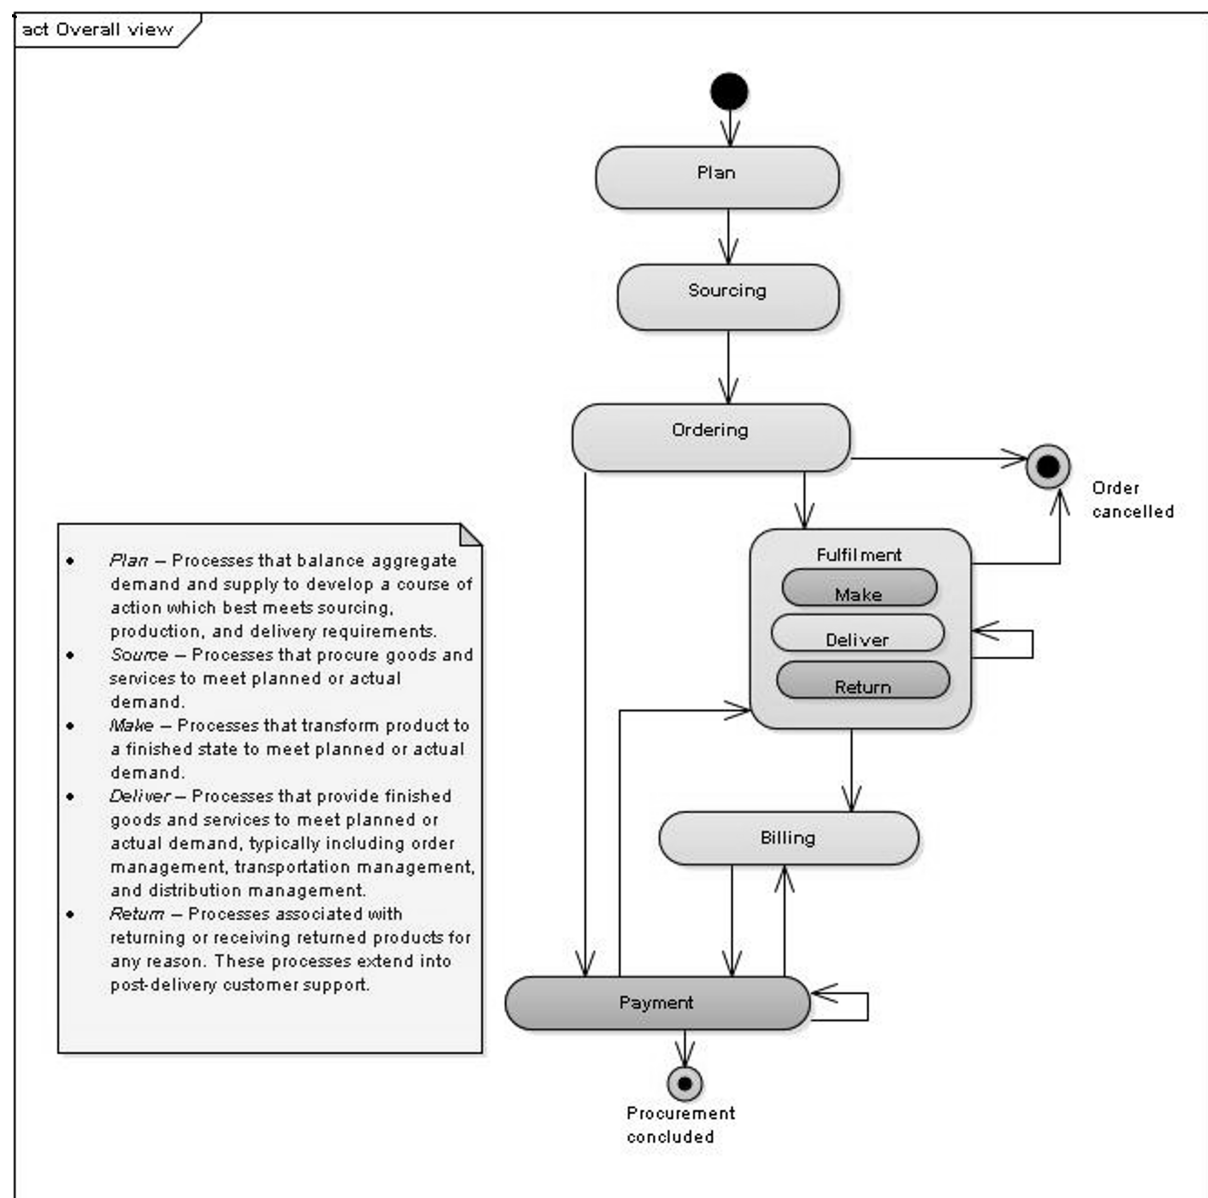 act Overall view
Plan
Sourcing
Ordering
Order
cancelled
Fulfilment
Make
Deliver
Return
• Plan – Processes that balance aggregate
demand and supply to develop a course of
action which best meets sourcing,
production, and delivery requirements.
• Source – Processes that procure goods and
services to meet planned or actual
demand.
• Make – Processes that transform product to
a finished state to meet planned or actual
demand.
• Deliver – Processes that provide finished
goods and services to meet planned or
actual demand, typically including order
management, transportation management,
and distribution management.
• Return – Processes associated with
returning or receiving returned products for
any reason. These processes extend into
post-delivery customer support.
Billing
Payment
Procurement
concluded